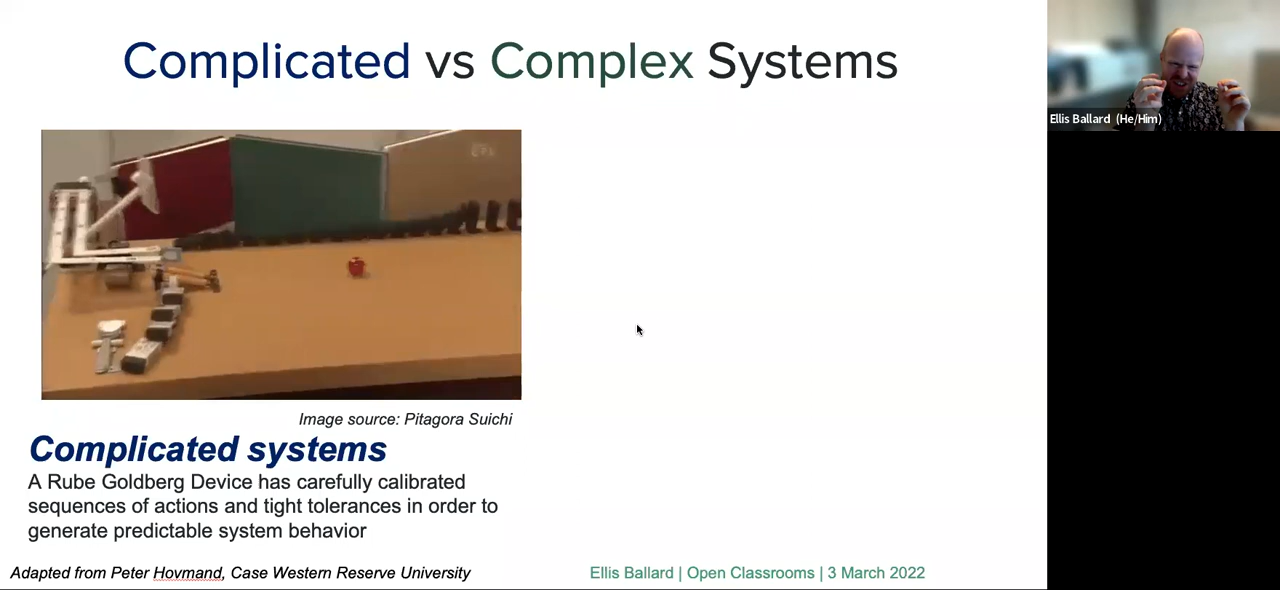 Complicated vs Complex Systems
Ellis Ballard (He/Him)
Image source: Pitagora Suichi
Complicated systems
A Rube Goldberg Device has carefully calibrated
sequences of actions and tight tolerances in order to
generate predictable system behavior
Adapted from Peter Hovmand, Case Western Reserve University
Ellis Ballard | Open Classrooms | 3 March 2022